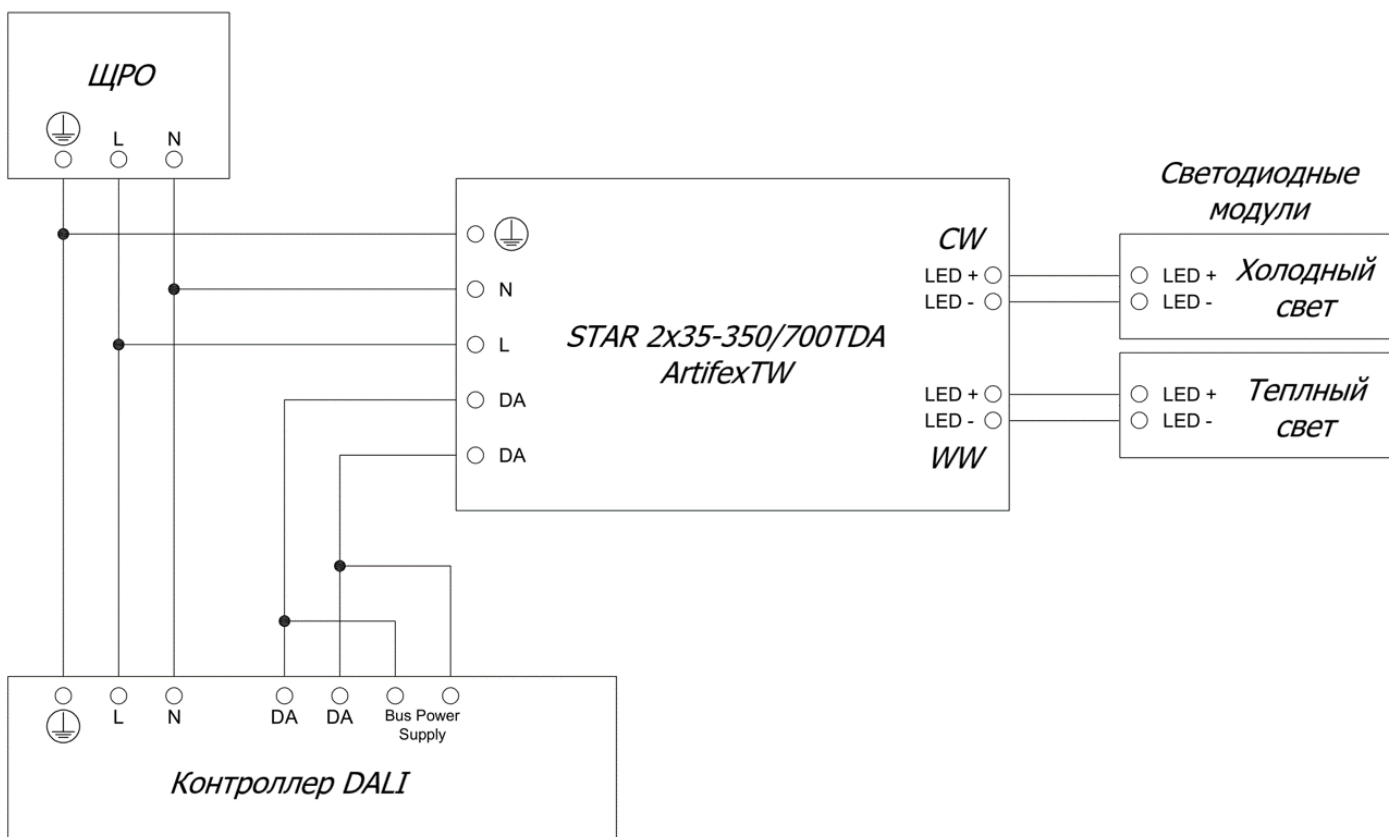 ЩРО
L
N
Светодиодные
модули
CW
LED +
LED -
N
L
DA
DA
STAR 2x35-350/700TDA
ArtifexTW
LED +
LED -
WW
LED +
LED -
Холодный
свет
LED +
LED -
Теплный
свет
L
N
DA
DA
Bus Power
Supply
Контроллер DALI